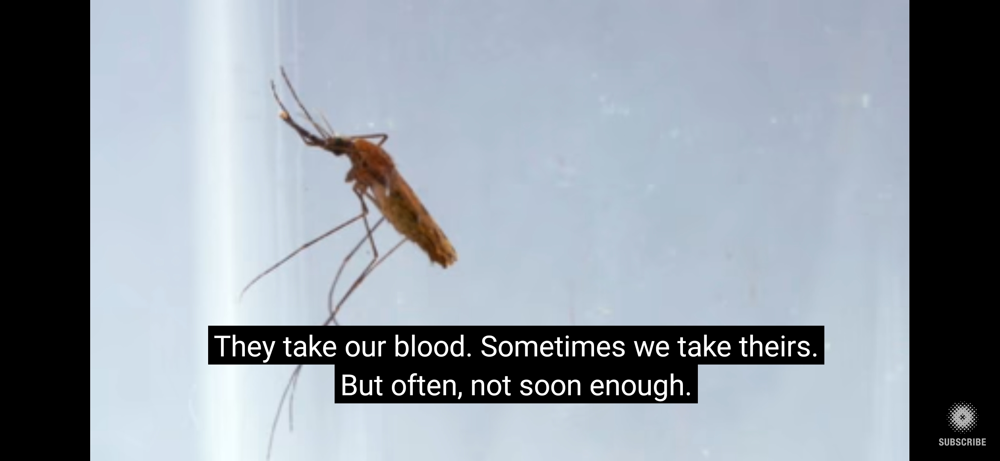 They take our blood. Sometimes we take theirs.
But often, not soon enough.
SUBSCRIBE